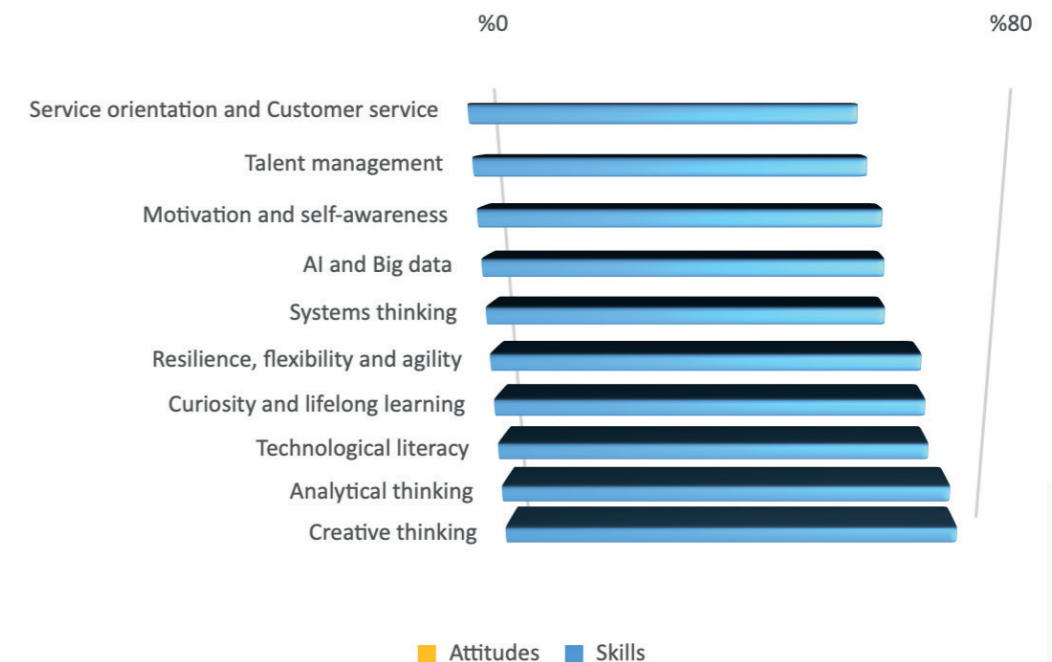 %0 %80
Service orientation and Customer service
Talent management
Motivation and self-awareness
AI and Big data
Systems thinking
Resilience, flexibility and agility
Curiosity and lifelong learning
Technological literacy
Analytical thinking
Creative thinking
Attitudes Skills